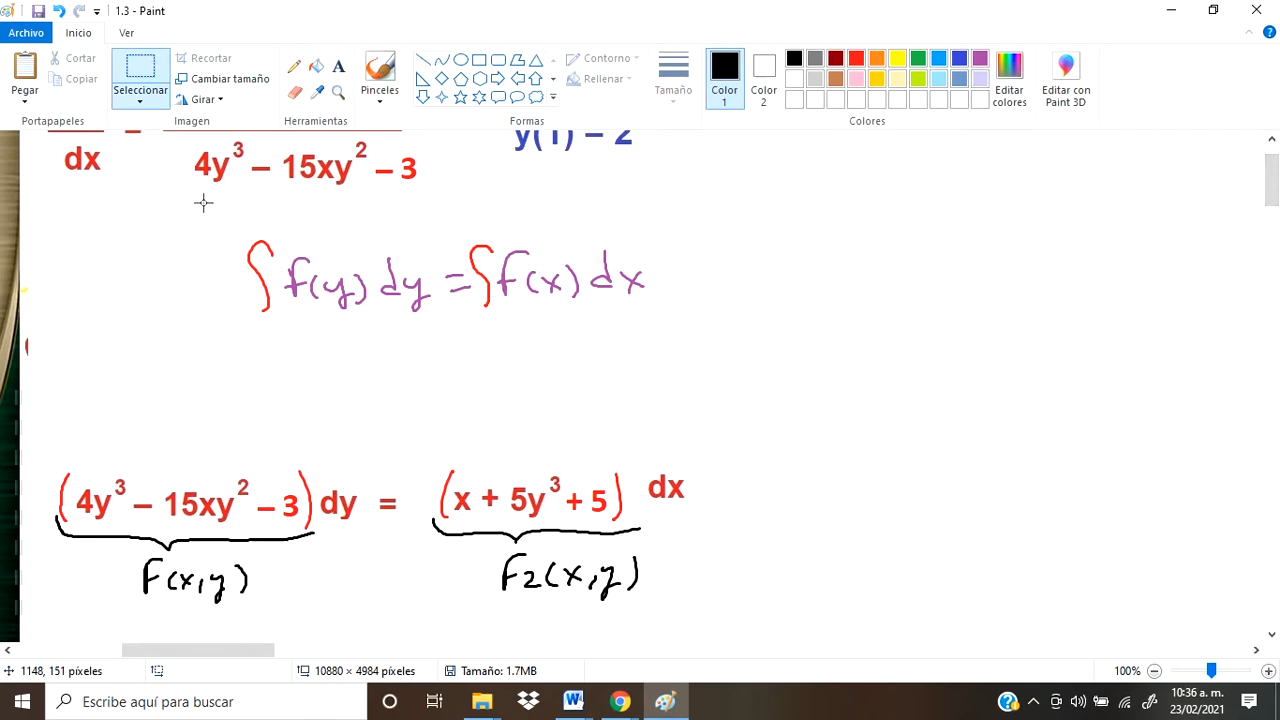 1.3 - Paint
Archivo Inicio Ver
Pegar
Cortar
Copiar
Portapapeles
Seleccionar
Recortar
Cambiar tamaño
Girar
Imagen
A
Herramientas
Pinceles
Contorno
Rellenar
Formas
Tamaño
Color 1
Color 2
Editar colores
Editar con Paint 3D
Colores
dx = 4y³ – 15xy² – 3
y(1) = 2
∫ f(y) dy = ∫ f(x) dx
(4y³ – 15xy² – 3) dy = (x + 5y³ + 5) dx
F(x,y) F2(x,y)
1148, 151 píxeles
10880 × 4984 píxeles
Tamaño: 1.7MB
100%
Escribe aquí para buscar
10:36 a. m.
23/02/2021